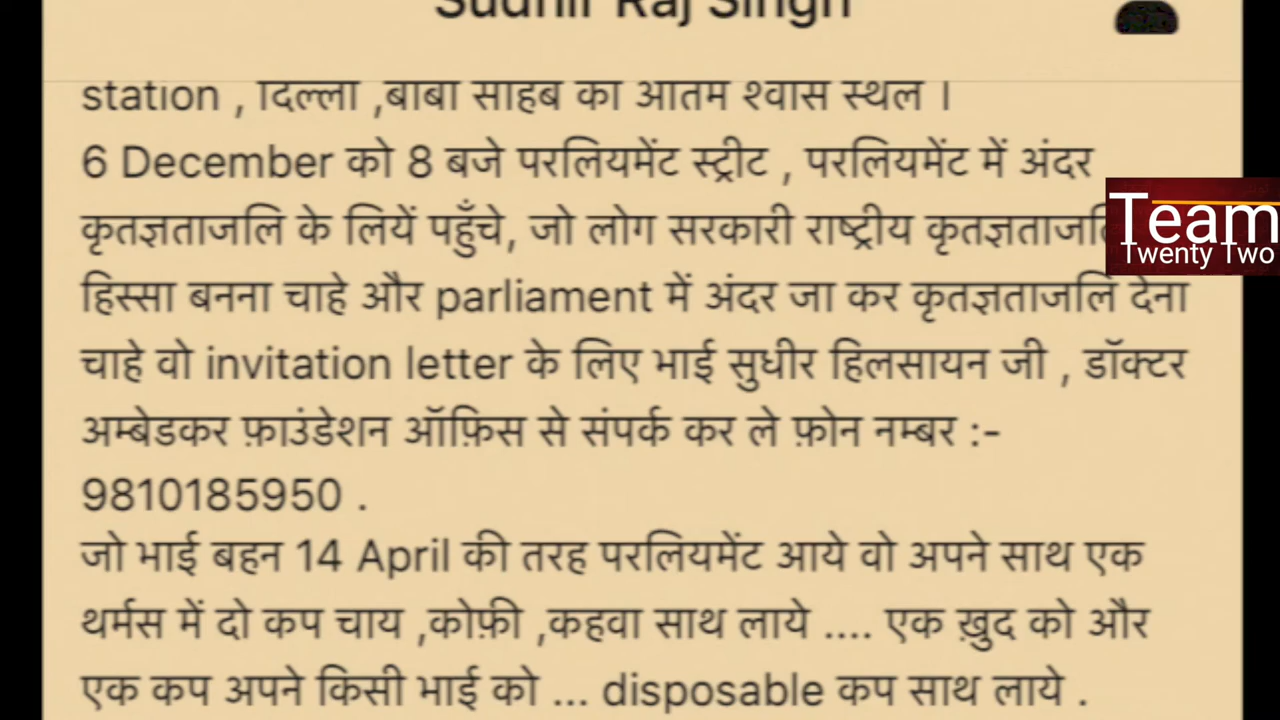 Sudhir Raj Singh
station , दिल्ली ,बाबा साहब का आतम श्वास स्थल ।
6 December को 8 बजे परलियमेंट स्ट्रीट , परलियमेंट में अंदर
कृतज्ञताजलि के लियें पहुँचे, जो लोग सरकारी राष्ट्रीय
हिस्सा बनना चाहे और parliament में अंदर जा कर कृतज्ञताजलि देना
चाहे वो invitation letter के लिए भाई सुधीर हिलसायन जी , डॉक्टर
अम्बेडकर फ़ाउंडेशन ऑफ़िस से संपर्क कर ले फ़ोन नम्बर :-
9810185950 .
जो भाई बहन 14 April की तरह परलियमेंट आये वो अपने साथ एक
थर्मस में दो कप चाय ,कोफ़ी ,कहवा साथ लाये .... एक ख़ुद को और
एक कप अपने किसी भाई को ... disposable कप साथ लाये .
Team
Twenty Two